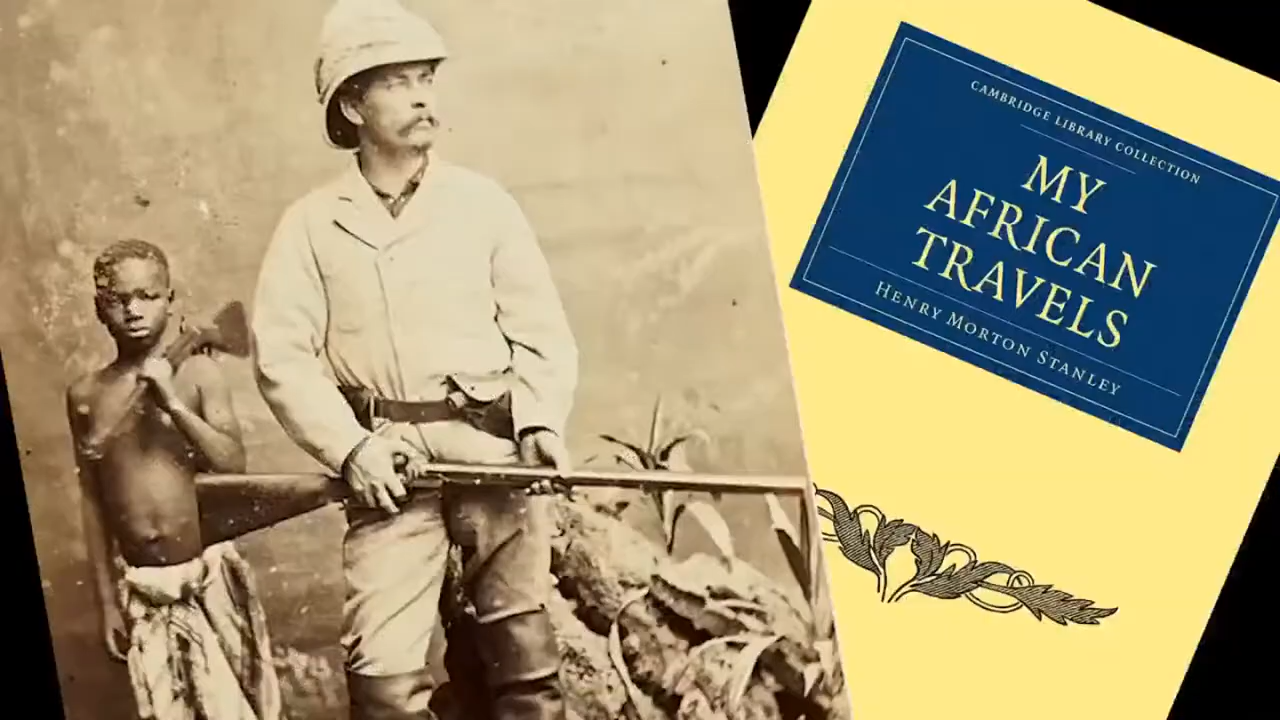 CAMBRIDGE LIBRARY COLLECTION
MY
AFRICAN
TRAVELS
HENRY MORTON STANLEY